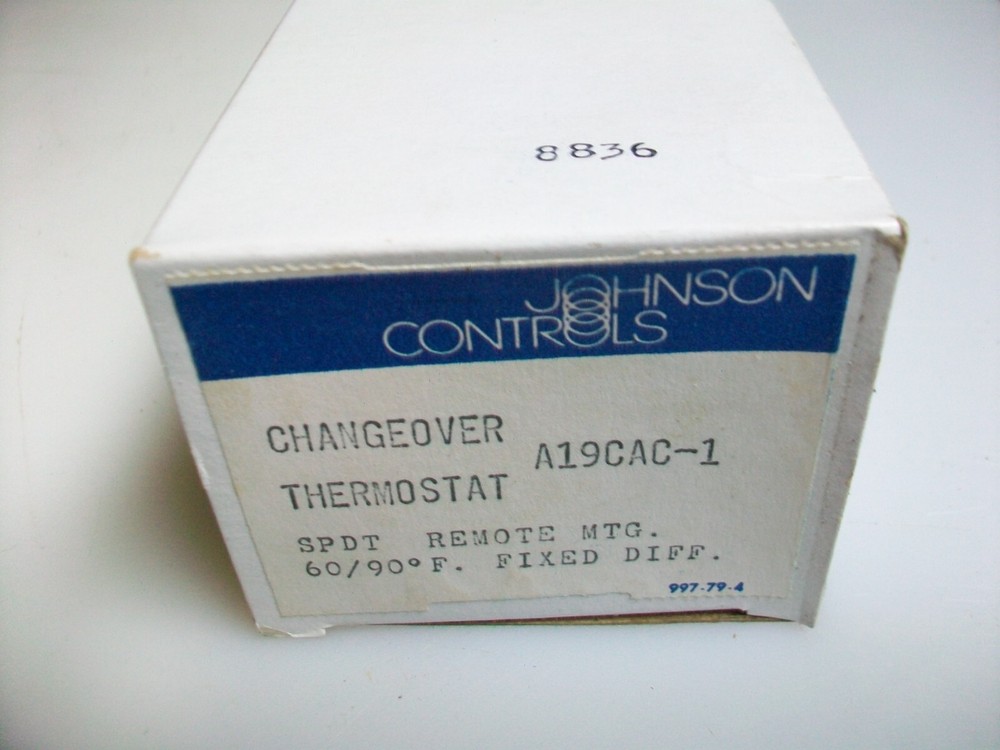 8836
JOHNSON
CONTROLS
CHANGEOVER
THERMOSTAT
A19CAC-1
SPDT REMOTE MTG.
60/90°F. FIXED DIFF.
997-79-4